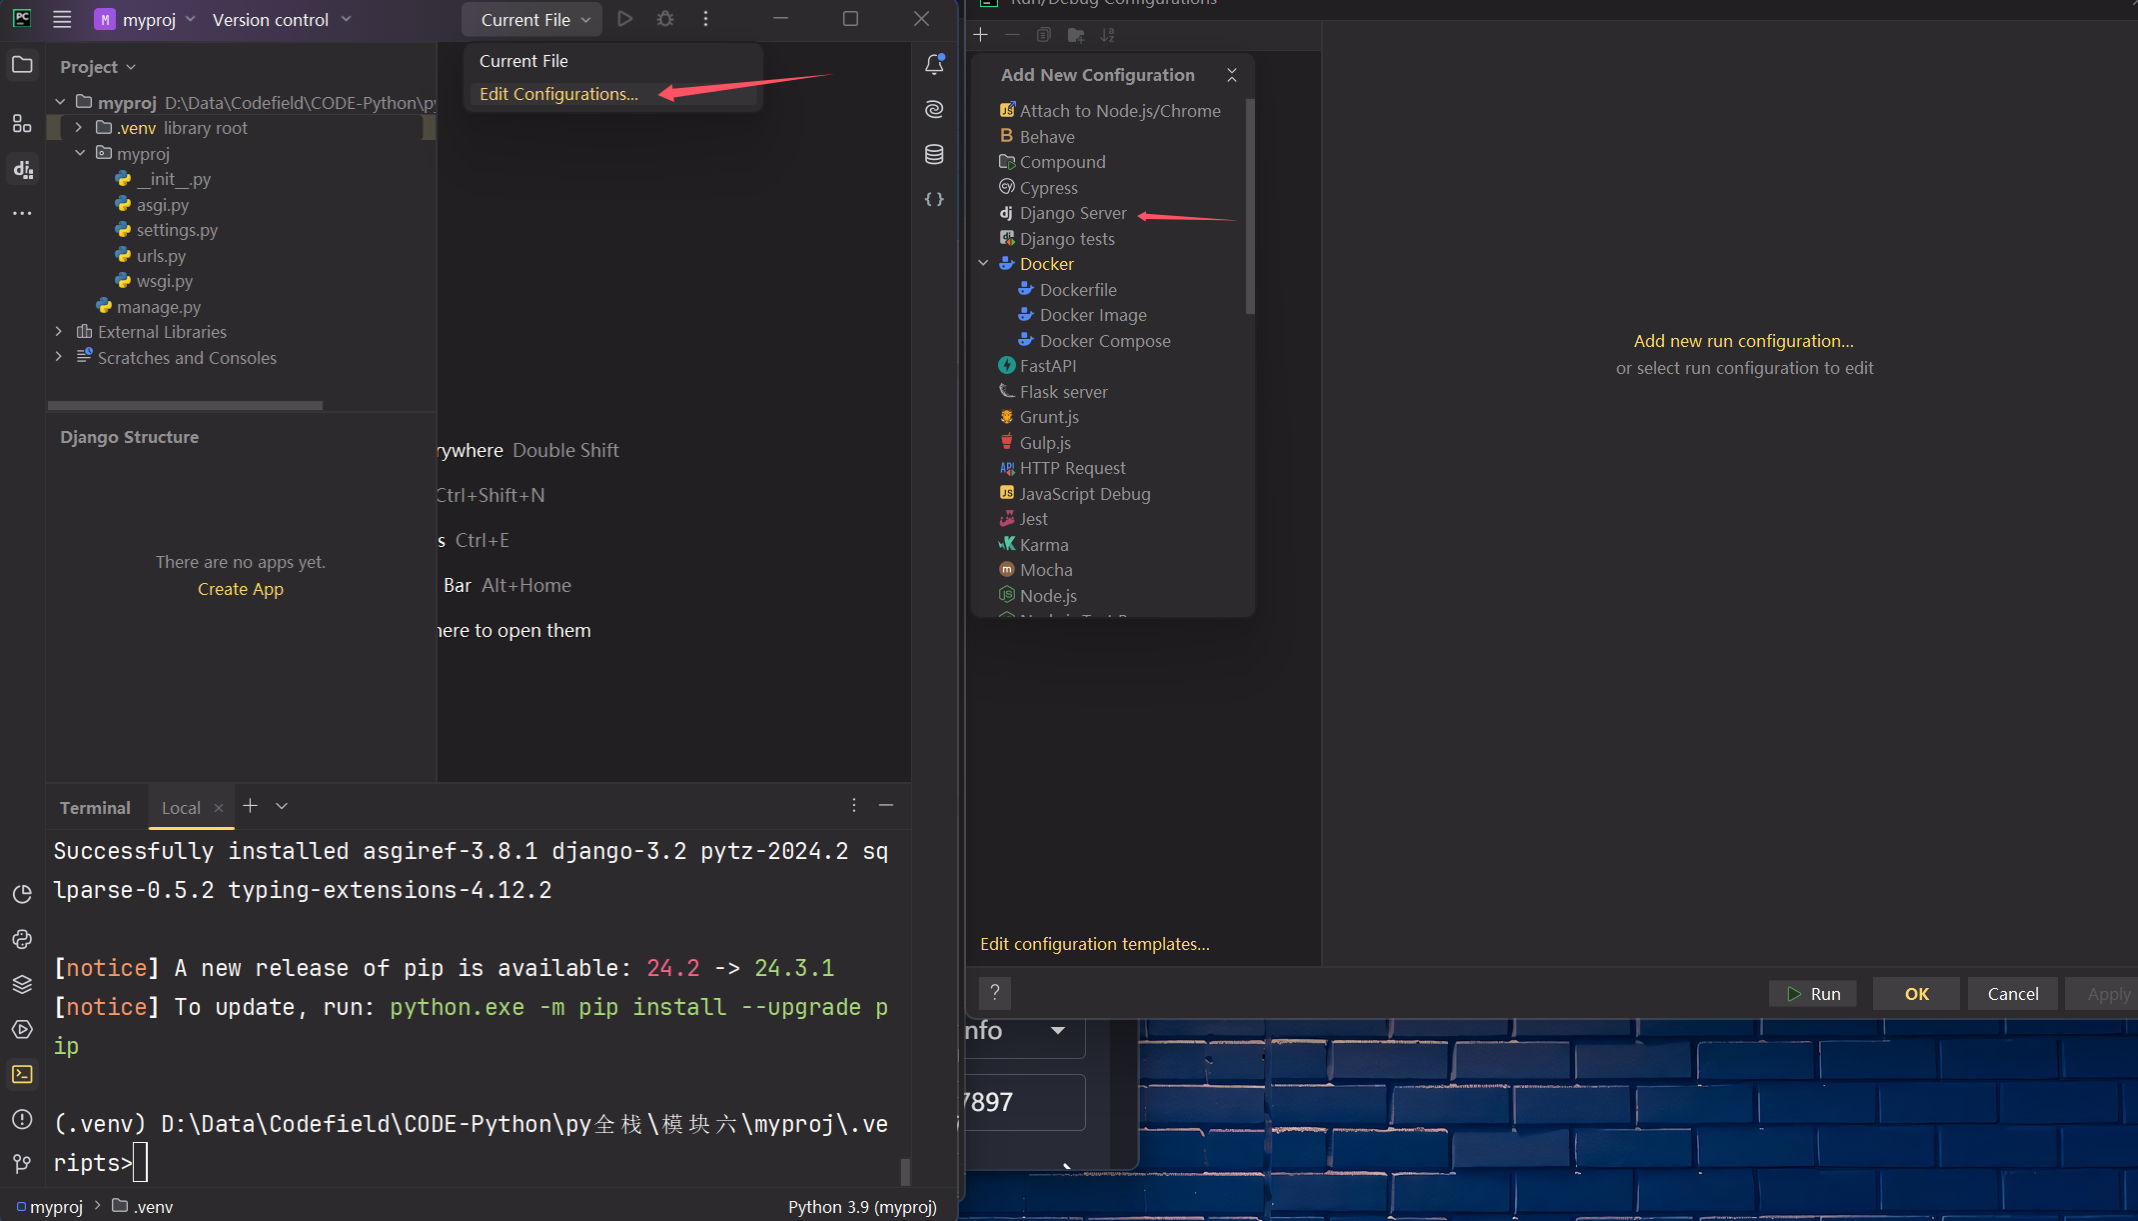 PC
M myproj
Version control
Current File
Current File
Edit Configurations...
Project
myproj D:\Data\Codefield\CODE-Python\py
.venv library root
myproj
__init__.py
asgi.py
settings.py
urls.py
wsgi.py
manage.py
External Libraries
Scratches and Consoles
Django Structure
There are no apps yet.
Create App
rywhere Double Shift
Ctrl+Shift+N
s Ctrl+E
Bar Alt+Home
here to open them
Terminal
Local
Successfully installed asgiref-3.8.1 django-3.2 pytz-2024.2 sq
lparse-0.5.2 typing-extensions-4.12.2
[notice] A new release of pip is available: 24.2 -> 24.3.1
[notice] To update, run: python.exe -m pip install --upgrade p
ip
(.venv) D:\Data\Codefield\CODE-Python\py全栈\模块六\myproj\.ve
ripts>
myproj > .venv
Python 3.9 (myproj)
Run/Debug Configurations
Add New Configuration
Attach to Node.js/Chrome
Behave
Compound
Cypress
Django Server
Django tests
Docker
Dockerfile
Docker Image
Docker Compose
FastAPI
Flask server
Grunt.js
Gulp.js
HTTP Request
JavaScript Debug
Jest
Karma
Mocha
Node.js
Add new run configuration...
or select run configuration to edit
Edit configuration templates...
?
Run
OK
Cancel
Apply
nfo
7897